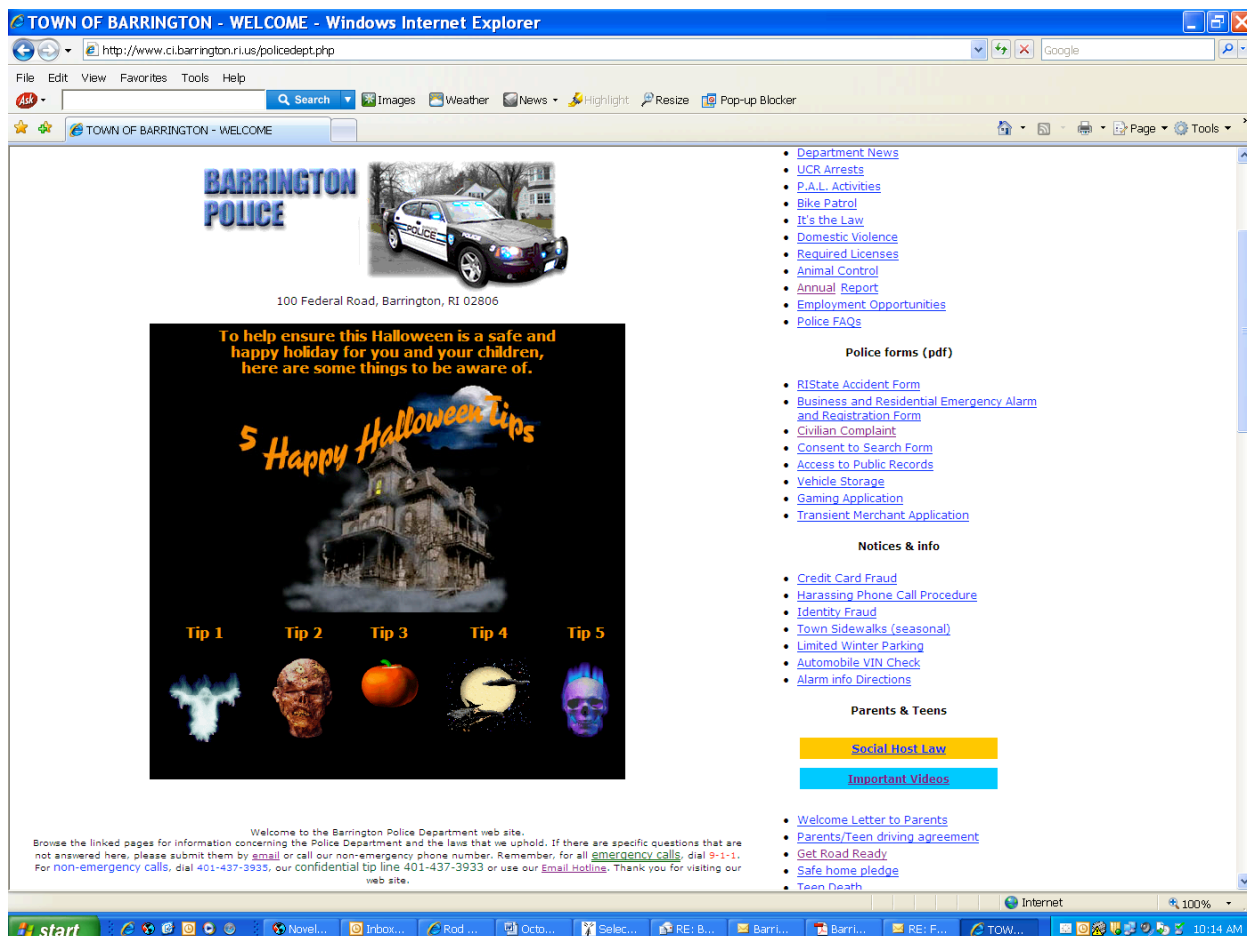 TOWN OF BARRINGTON - WELCOME - Windows Internet Explorer
http://www.ci.barrington.ri.us/policedept.php
Google
File Edit View Favorites Tools Help
Ask
Search Images Weather News Highlight Resize Pop-up Blocker
TOWN OF BARRINGTON - WELCOME
Page Tools
BARRINGTON
POLICE
POLICE
100 Federal Road, Barrington, RI 02806
To help ensure this Halloween is a safe and
happy holiday for you and your children,
here are some things to be aware of.
5 Happy Halloween Tips
Tip 1 Tip 2 Tip 3 Tip 4 Tip 5
Welcome to the Barrington Police Department web site.
Browse the linked pages for information concerning the Police Department and the laws that we uphold. If there are specific questions that are
not answered here, please submit them by email or call our non-emergency phone number. Remember, for all emergency calls, dial 9-1-1.
For non-emergency calls, dial 401-437-3935, our confidential tip line 401-437-3933 or use our Email Hotline. Thank you for visiting our
web site.
Department News
UCR Arrests
P.A.L. Activities
Bike Patrol
It's the Law
Domestic Violence
Required Licenses
Animal Control
Annual Report
Employment Opportunities
Police FAQs
Police forms (pdf)
RIState Accident Form
Business and Residential Emergency Alarm
and Registration Form
Civilian Complaint
Consent to Search Form
Access to Public Records
Vehicle Storage
Gaming Application
Transient Merchant Application
Notices & info
Credit Card Fraud
Harassing Phone Call Procedure
Identity Fraud
Town Sidewalks (seasonal)
Limited Winter Parking
Automobile VIN Check
Alarm info Directions
Parents & Teens
Social Host Law
Important Videos
Welcome Letter to Parents
Parents/Teen driving agreement
Get Road Ready
Safe home pledge
Teen Death
Internet 100%
start Novel... Inbox... Rod ... Octo... Selec... RE: B... Barri... Barri... RE: F... TOW... 10:14 AM